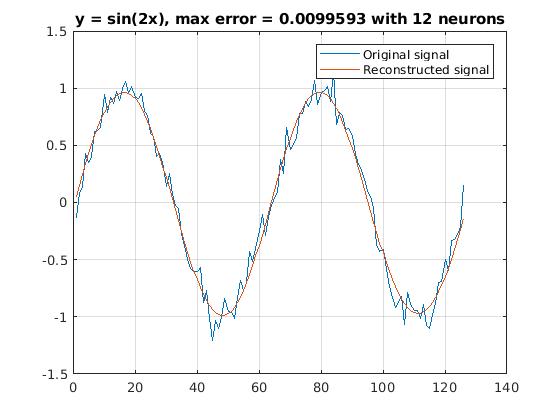 y = sin(2x), max error = 0.0099593 with 12 neurons
1.5
Original signal
Reconstructed signal
1
0.5
0
-0.5
-1
-1.5
0 20 40 60 80 100 120 140